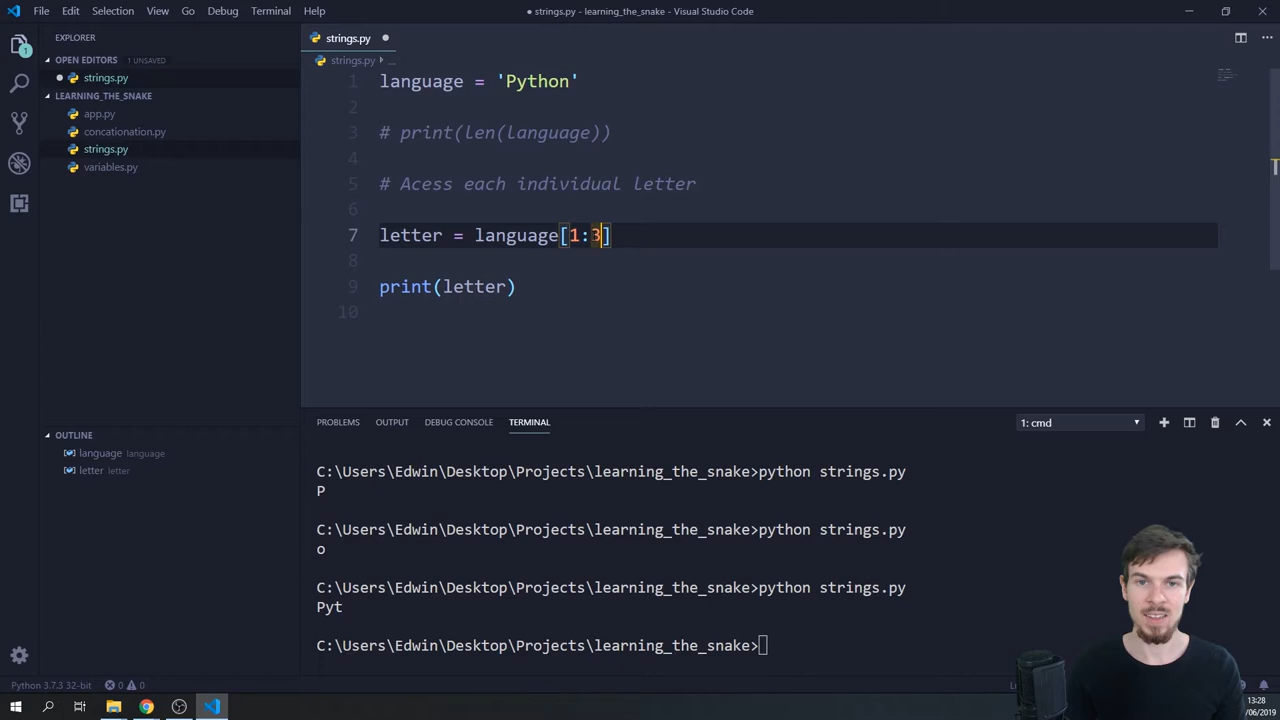 File Edit Selection View Go Debug Terminal Help
● strings.py - learning_the_snake - Visual Studio Code
EXPLORER
OPEN EDITORS 1 UNSAVED
strings.py
LEARNING_THE_SNAKE
app.py
concationation.py
strings.py
variables.py
OUTLINE
language language
letter letter
1
strings.py
strings.py ...
1 language = 'Python'
2
3 # print(len(language))
4
5 # Acess each individual letter
6
7 letter = language[1:3]
8
9 print(letter)
10
PROBLEMS OUTPUT DEBUG CONSOLE TERMINAL
1: cmd
C:\Users\Edwin\Desktop\Projects\learning_the_snake>python strings.py
P
C:\Users\Edwin\Desktop\Projects\learning_the_snake>python strings.py
o
C:\Users\Edwin\Desktop\Projects\learning_the_snake>python strings.py
Pyt
C:\Users\Edwin\Desktop\Projects\learning_the_snake>
Python 3.7.3 32-bit 0 0
13:28
/06/2019